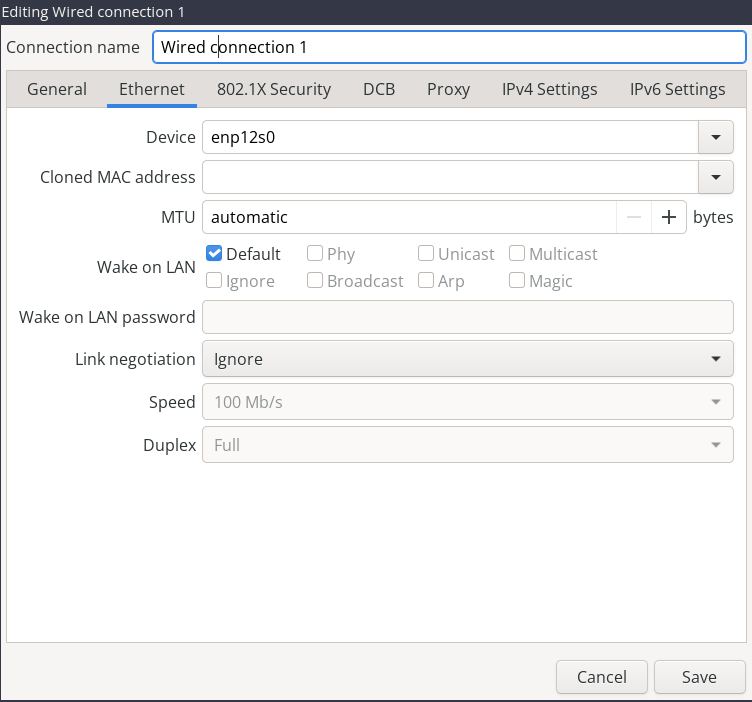 Editing Wired connection 1
Connection name Wired connection 1
General Ethernet 802.1X Security DCB Proxy IPv4 Settings IPv6 Settings
Device enp12s0
Cloned MAC address
MTU automatic bytes
Wake on LAN
Default Phy Unicast Multicast
Ignore Broadcast Arp Magic
Wake on LAN password
Link negotiation Ignore
Speed 100 Mb/s
Duplex Full
Cancel Save